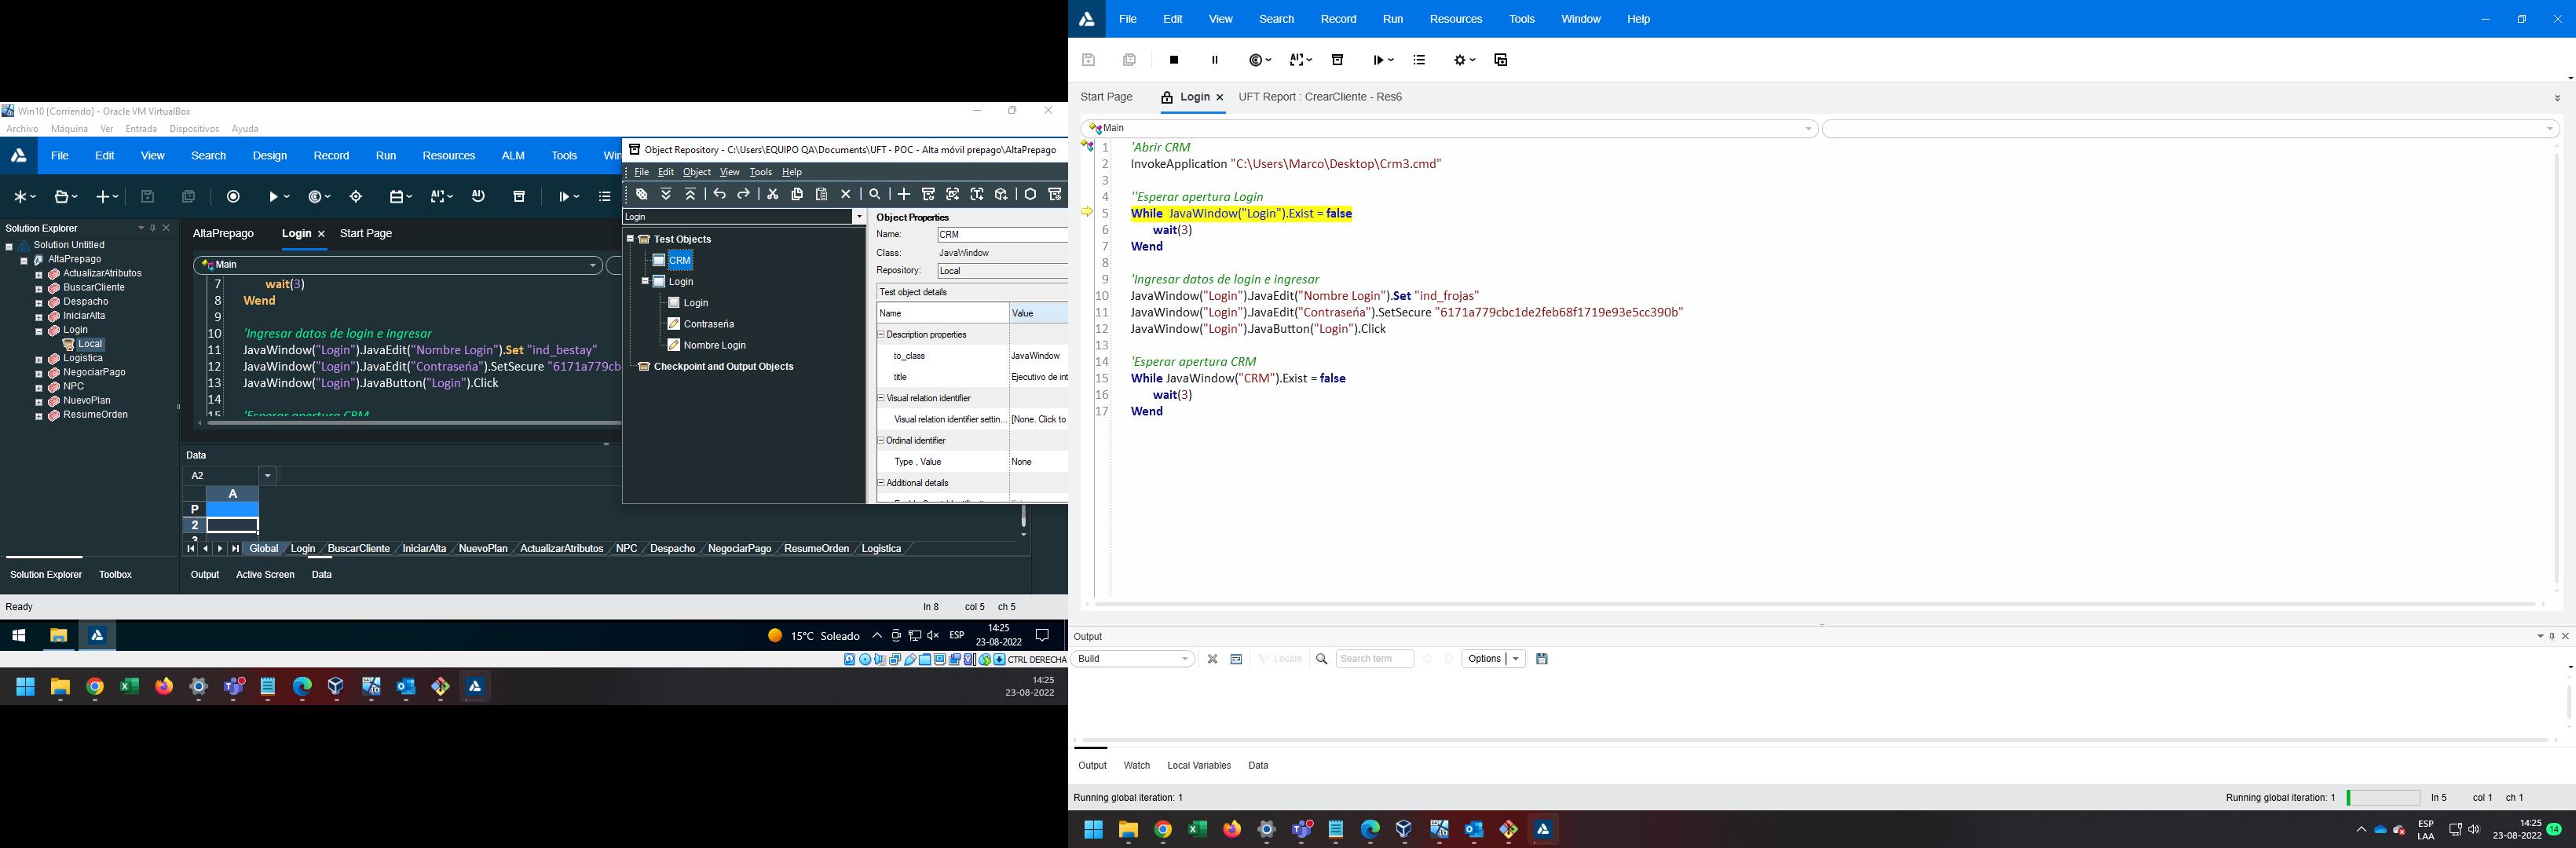 Win10 [Corriendo] - Oracle VM VirtualBox
Archivo Máquina Ver Entrada Dispositivos Ayuda
File Edit View Search Design Record Run Resources ALM Tools Win
Solution Explorer
Solution Untitled
AltaPrepago
ActualizarAtributos
BuscarCliente
Despacho
IniciarAlta
Login
Local
Logistica
NegociarPago
NPC
NuevoPlan
ResumeOrden
AltaPrepago Login Start Page
Main
7 wait(3)
8 Wend
9
10 'Ingresar datos de login e ingresar
11 JavaWindow("Login").JavaEdit("Nombre Login").Set "ind_bestay"
12 JavaWindow("Login").JavaEdit("Contraseña").SetSecure "6171a779cb
13 JavaWindow("Login").JavaButton("Login").Click
14
15 'Esperar apertura CRM
Data
A2
A
P
2
3
Global Login BuscarCliente IniciarAlta NuevoPlan ActualizarAtributos NPC Despacho NegociarPago ResumeOrden Logistica
Solution Explorer Toolbox
Output Active Screen Data
Ready
ln 8 col 5 ch 5
15°C Soleado
ESP
14:25
23-08-2022
CTRL DERECHA
14:25
23-08-2022
Object Repository - C:\Users\EQUIPO QA\Documents\UFT - POC - Alta móvil prepago\AltaPrepago
File Edit Object View Tools Help
Login
Test Objects
CRM
Login
Login
Contraseña
Nombre Login
Checkpoint and Output Objects
Object Properties
Name: CRM
Class: JavaWindow
Repository: Local
Test object details
Name Value
Description properties
to_class JavaWindow
title Ejecutivo de int
Visual relation identifier
Visual relation identifier settin... [None. Click to
Ordinal identifier
Type , Value None
Additional details
File Edit View Search Record Run Resources Tools Window Help
Start Page Login UFT Report : CrearCliente - Res6
Main
1 'Abrir CRM
2 InvokeApplication "C:\Users\Marco\Desktop\Crm3.cmd"
3
4 ''Esperar apertura Login
5 While JavaWindow("Login").Exist = false
6 wait(3)
7 Wend
8
9 'Ingresar datos de login e ingresar
10 JavaWindow("Login").JavaEdit("Nombre Login").Set "ind_frojas"
11 JavaWindow("Login").JavaEdit("Contraseña").SetSecure "6171a779cbc1de2feb68f1719e93e5cc390b"
12 JavaWindow("Login").JavaButton("Login").Click
13
14 'Esperar apertura CRM
15 While JavaWindow("CRM").Exist = false
16 wait(3)
17 Wend
Output
Build Locate Search term Options
Output Watch Local Variables Data
Running global iteration: 1
Running global iteration: 1 ln 5 col 1 ch 1
ESP
LAA
14:25
23-08-2022
14